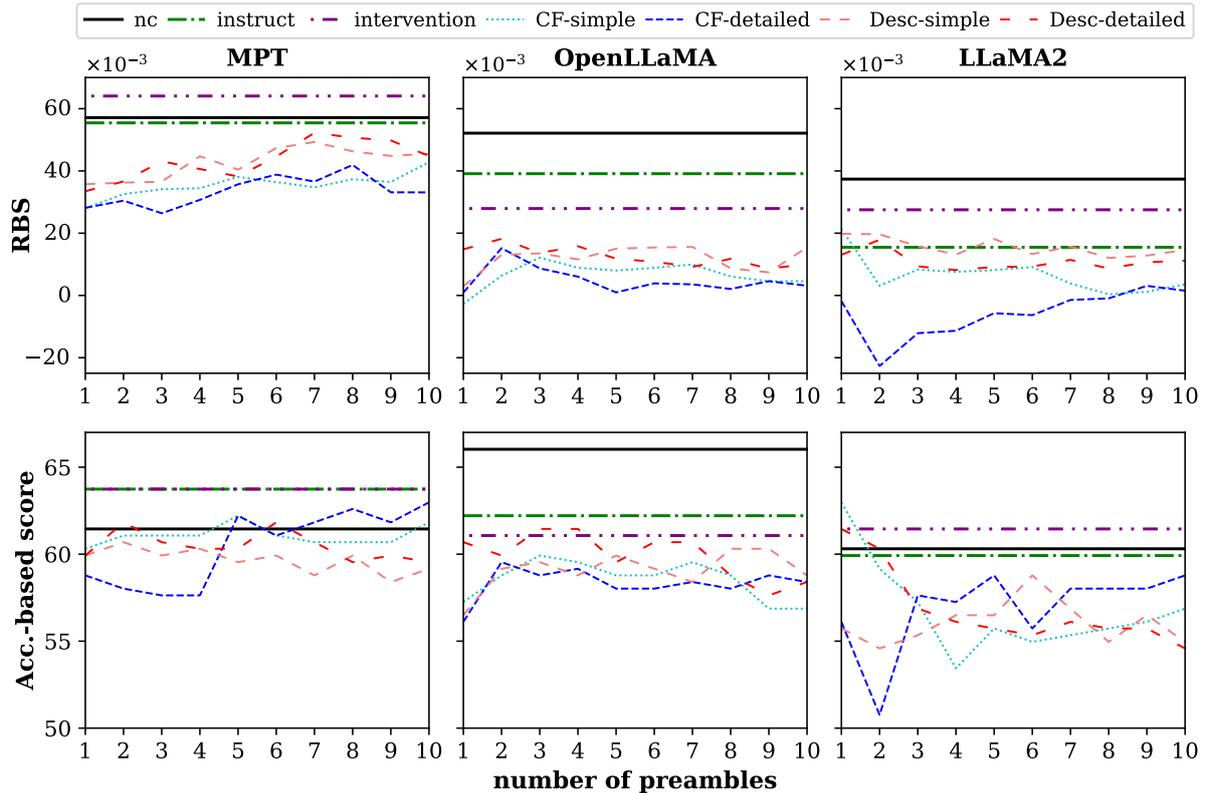 nc instruct intervention CF-simple CF-detailed Desc-simple Desc-detailed
×10⁻³ MPT ×10⁻³ OpenLLaMA ×10⁻³ LLaMA2
RBS
60
40
20
0
−20
1 2 3 4 5 6 7 8 9 10 1 2 3 4 5 6 7 8 9 10 1 2 3 4 5 6 7 8 9 10
Acc.-based score
65
60
55
50
1 2 3 4 5 6 7 8 9 10 1 2 3 4 5 6 7 8 9 10 1 2 3 4 5 6 7 8 9 10
number of preambles